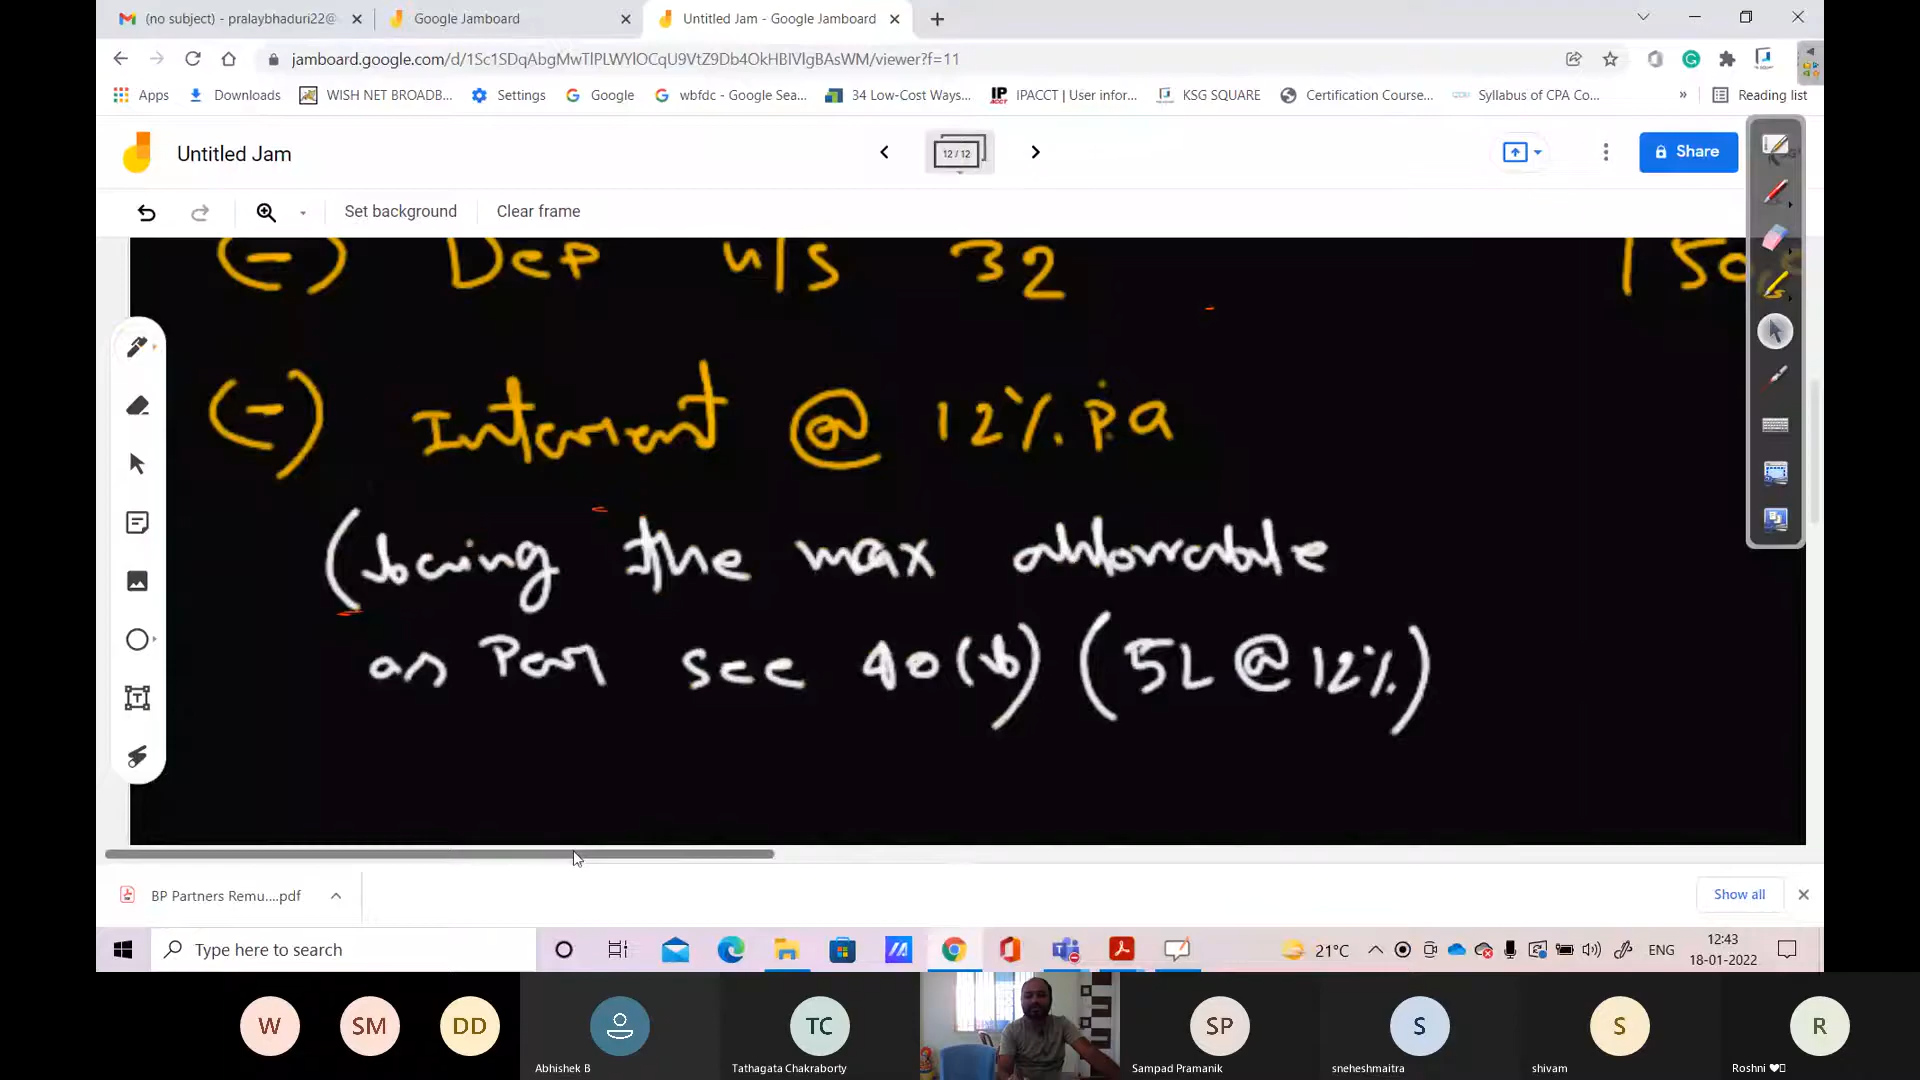 (no subject) - pralaybhaduri22@
Google Jamboard
Untitled Jam - Google Jamboard
jamboard.google.com/d/1Sc1SDqAbgMwTlPLWYlOCqU9VtZ9Db4OkHBlVlgBAsWM/viewer?f=11
Apps Downloads WISH NET BROADB... Settings Google wbfdc - Google Sea... 34 Low-Cost Ways... IPACCT | User infor... KSG SQUARE Certification Course... Syllabus of CPA Co... » Reading list
Untitled Jam
12 / 12
Share
Set background Clear frame
(-) Dep u/s 32 150
(-) Interest @ 12% p.a
(being the max allowable
as per sec 40(b) (5L @ 12%)
BP Partners Remu....pdf
Show all
Type here to search
21°C
ENG
12:43
18-01-2022
W SM DD TC SP S S R
Abhishek B Tathagata Chakraborty Sampad Pramanik sneheshmaitra shivam Roshni ❤